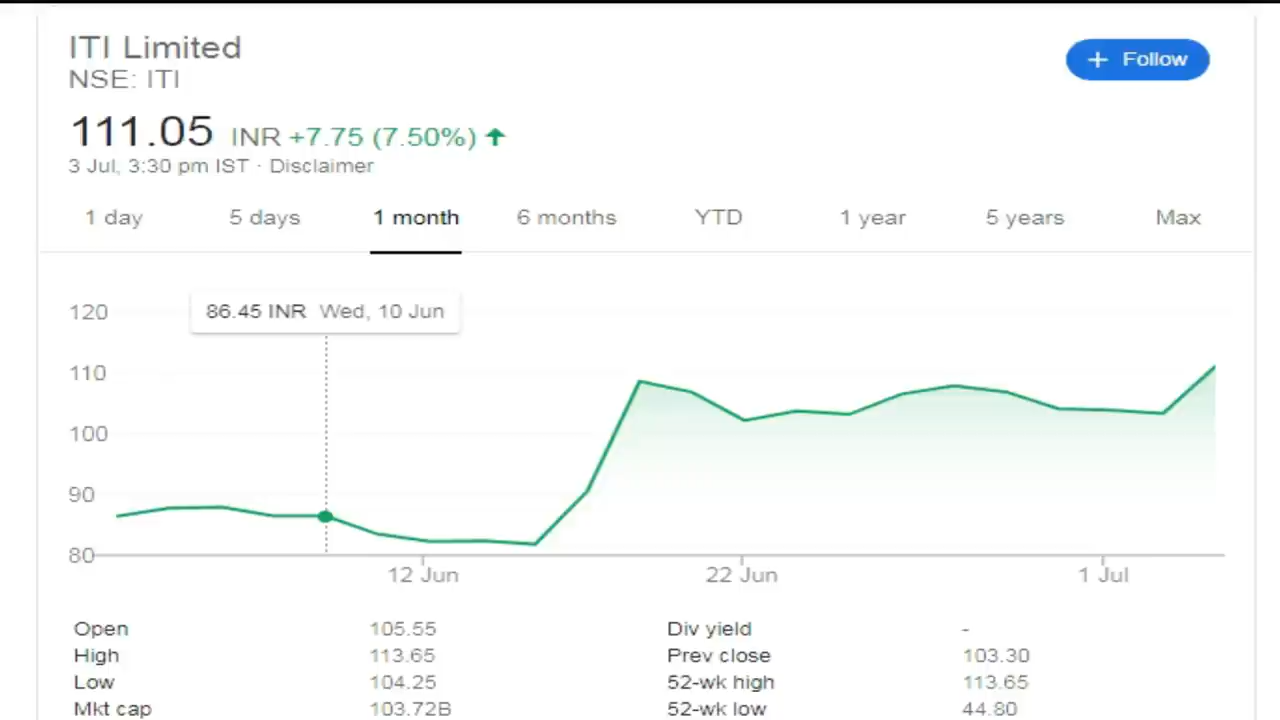 ITI Limited
NSE: ITI
+ Follow
111.05 INR +7.75 (7.50%) ↑
3 Jul, 3:30 pm IST · Disclaimer
1 day 5 days 1 month 6 months YTD 1 year 5 years Max
86.45 INR Wed, 10 Jun
120
110
100
90
80
12 Jun 22 Jun 1 Jul
Open 105.55 Div yield -
High 113.65 Prev close 103.30
Low 104.25 52-wk high 113.65
Mkt cap 103.72B 52-wk low 44.80